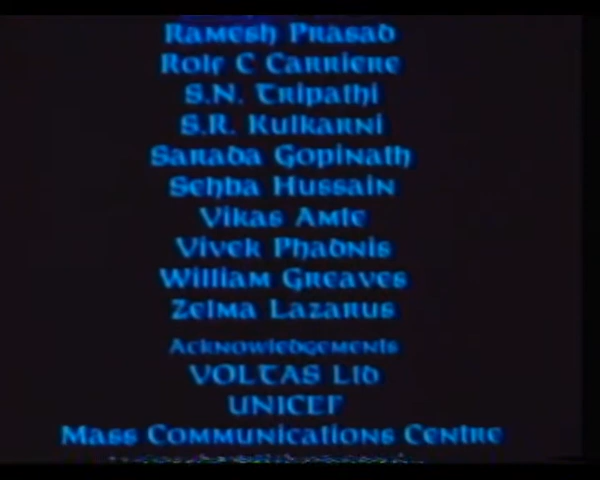 Ramesh Prasad
Rolf C Carriere
S.N. Tripathi
S.R. Kulkarni
Sarada Gopinath
Sehba Hussain
Vikas Amte
Vivek Phadnis
William Greaves
Zelma Lazarus
Acknowledgements
VOLTAS Ltd
UNICEF
Mass Communications Centre